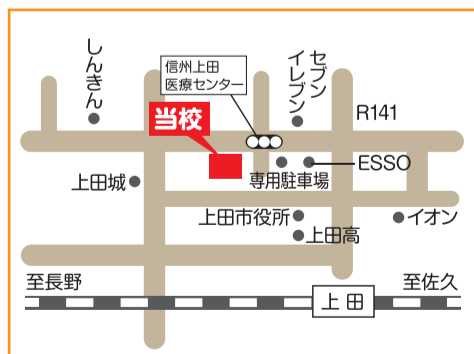 しんきん
信州上田
医療センター
セブン
イレブン
R141
当校
ESSO
専用駐車場
上田城
上田市役所
イオン
上田高
至長野
至佐久
上田